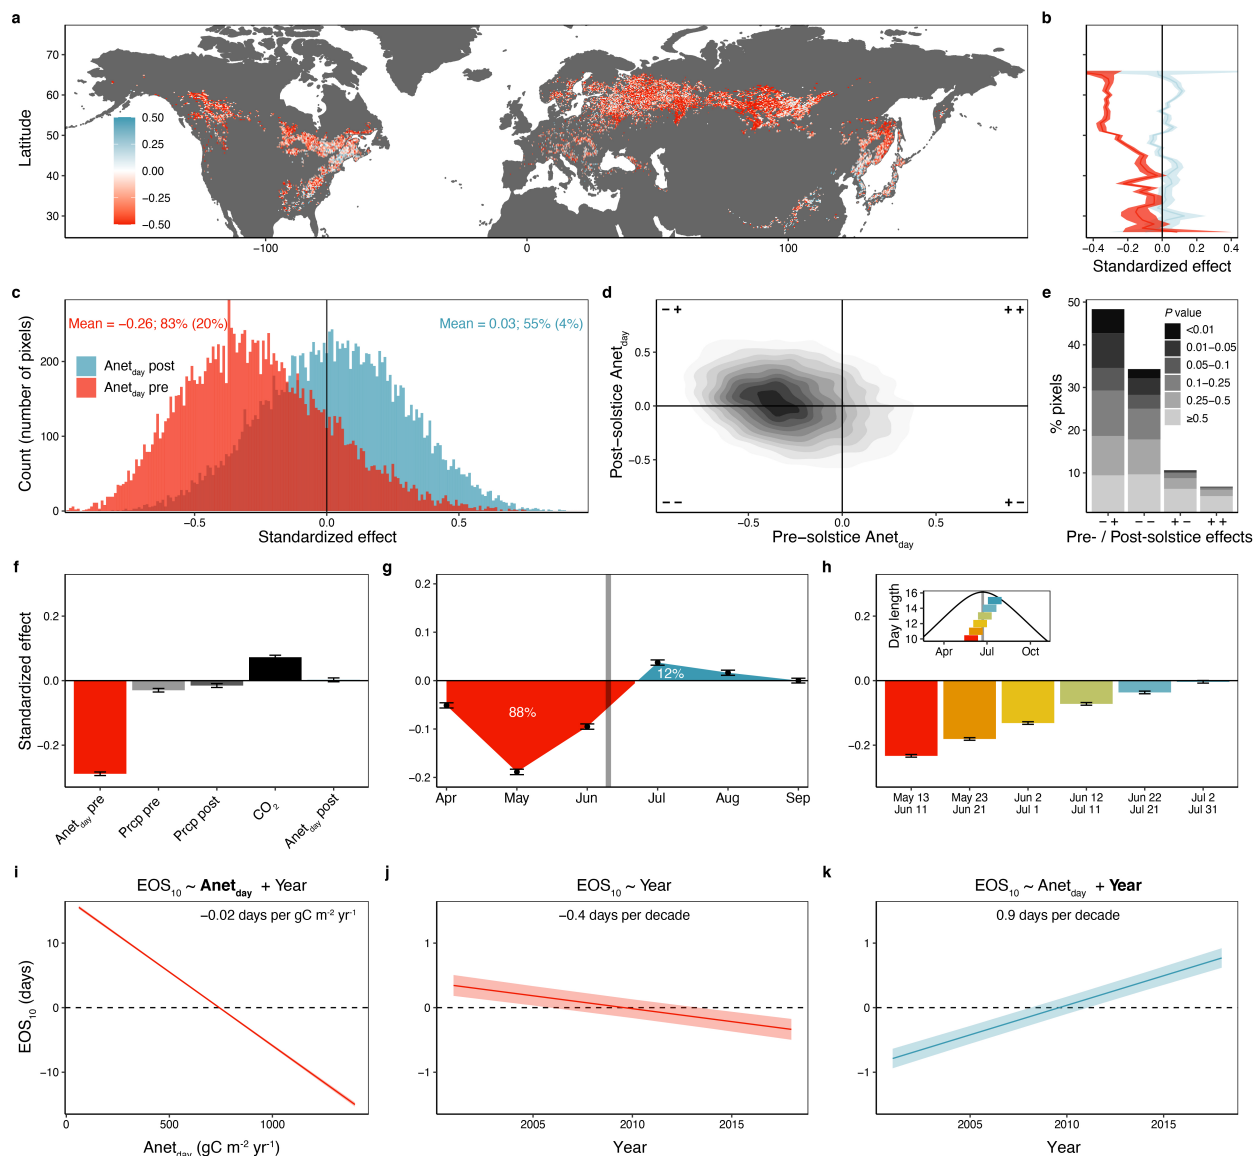 a
b
70
60
50
40
30
Latitude
0.50
0.25
0.00
−0.25
−0.50
−100
0
100
−0.4
−0.2
0.0
0.2
0.4
Standardized effect
c
d
e
Mean = −0.26; 83% (20%)
Mean = 0.03; 55% (4%)
Anet_day post
Anet_day pre
Count (number of pixels)
200
100
0
−0.5
0.0
0.5
Standardized effect
− +
+ +
− −
+ −
Post−solstice Anet_day
0.5
0.0
−0.5
−0.5
0.0
0.5
Pre−solstice Anet_day
% pixels
50
40
30
20
10
P value
<0.01
0.01−0.05
0.05−0.1
0.1−0.25
0.25−0.5
≥0.5
− +
− −
+ −
+ +
Pre- / Post-solstice effects
f
g
h
Standardized effect
0.2
0.0
−0.2
Anet_day pre
Prcp pre
Prcp post
CO₂
Anet_day post
0.2
0.1
0.0
−0.1
−0.2
88%
12%
Apr
May
Jun
Jul
Aug
Sep
0.2
0.0
−0.2
Day length
16
14
12
10
Apr
Jul
Oct
May 13
Jun 11
May 23
Jun 21
Jun 2
Jul 1
Jun 12
Jul 11
Jun 22
Jul 21
Jul 2
Jul 31
i
EOS₁₀ ~ Anet_day + Year
−0.02 days per gC m⁻² yr⁻¹
EOS₁₀ (days)
10
0
−10
0
500
1000
Anet_day (gC m⁻² yr⁻¹)
j
EOS₁₀ ~ Year
−0.4 days per decade
1
0
−1
2005
2010
2015
Year
k
EOS₁₀ ~ Anet_day + Year
0.9 days per decade
1
0
−1
2005
2010
2015
Year